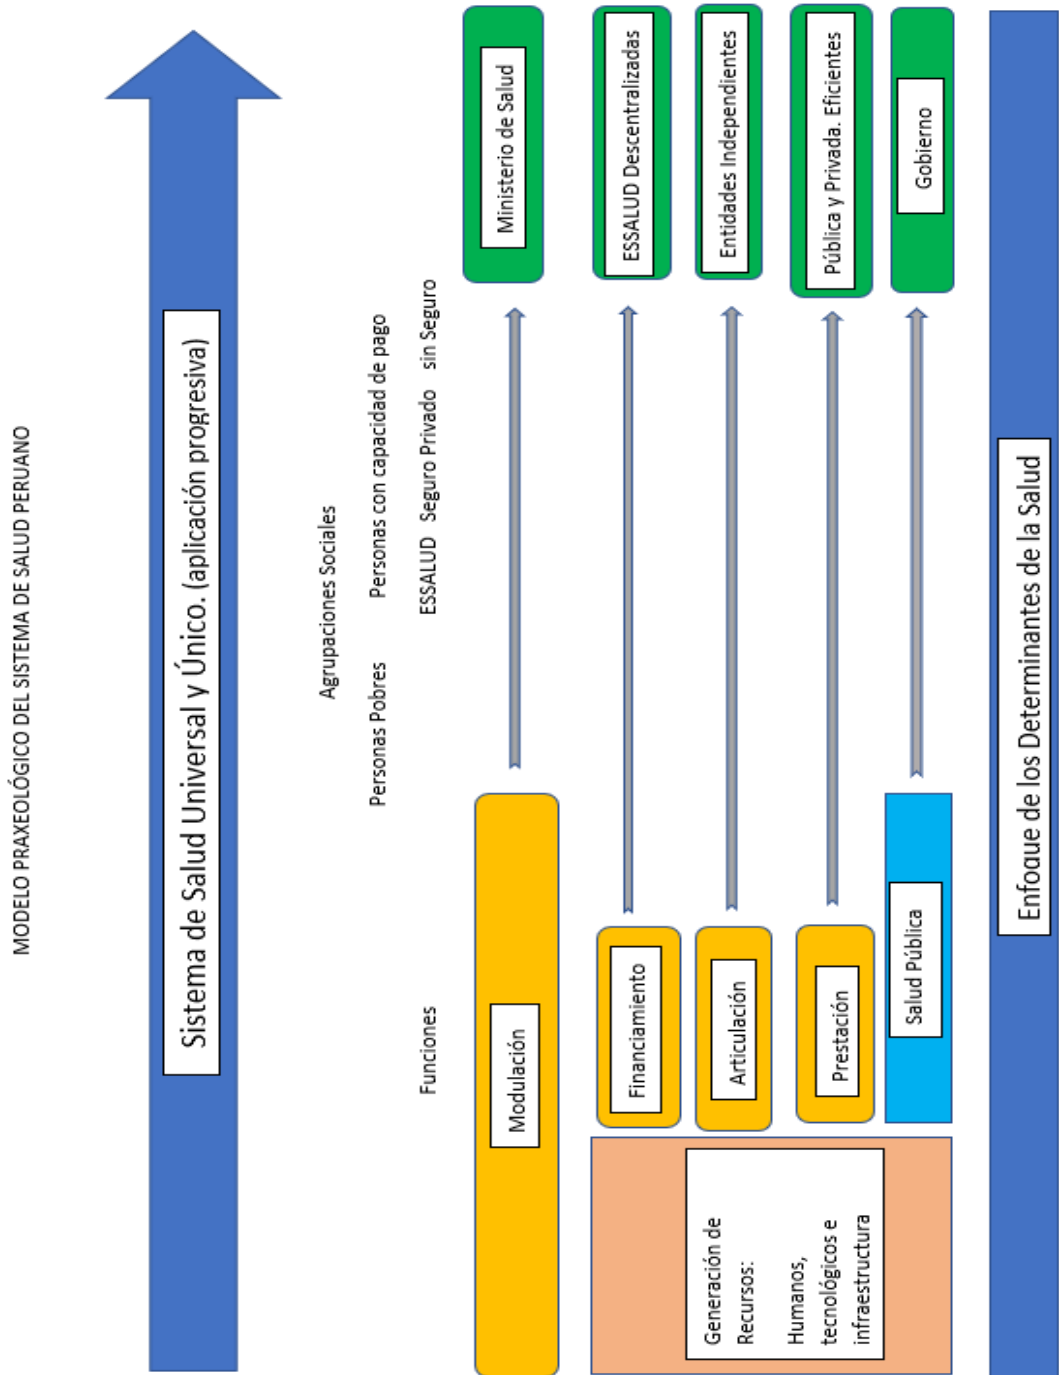 MODELO PRAXEOLÓGICO DEL SISTEMA DE SALUD PERUANO
Sistema de Salud Universal y Único. (aplicación progresiva)
Agrupaciones Sociales
Personas Pobres
Personas con capacidad de pago
Funciones
ESSALUD Seguro Privado sin Seguro
Modulación
Ministerio de Salud
Generación de
Recursos:
Humanos,
tecnológicos e
infraestructura
Financiamiento
ESSALUD Descentralizadas
Articulación
Entidades Independientes
Prestación
Pública y Privada. Eficientes
Salud Pública
Gobierno
Enfoque de los Determinantes de la Salud